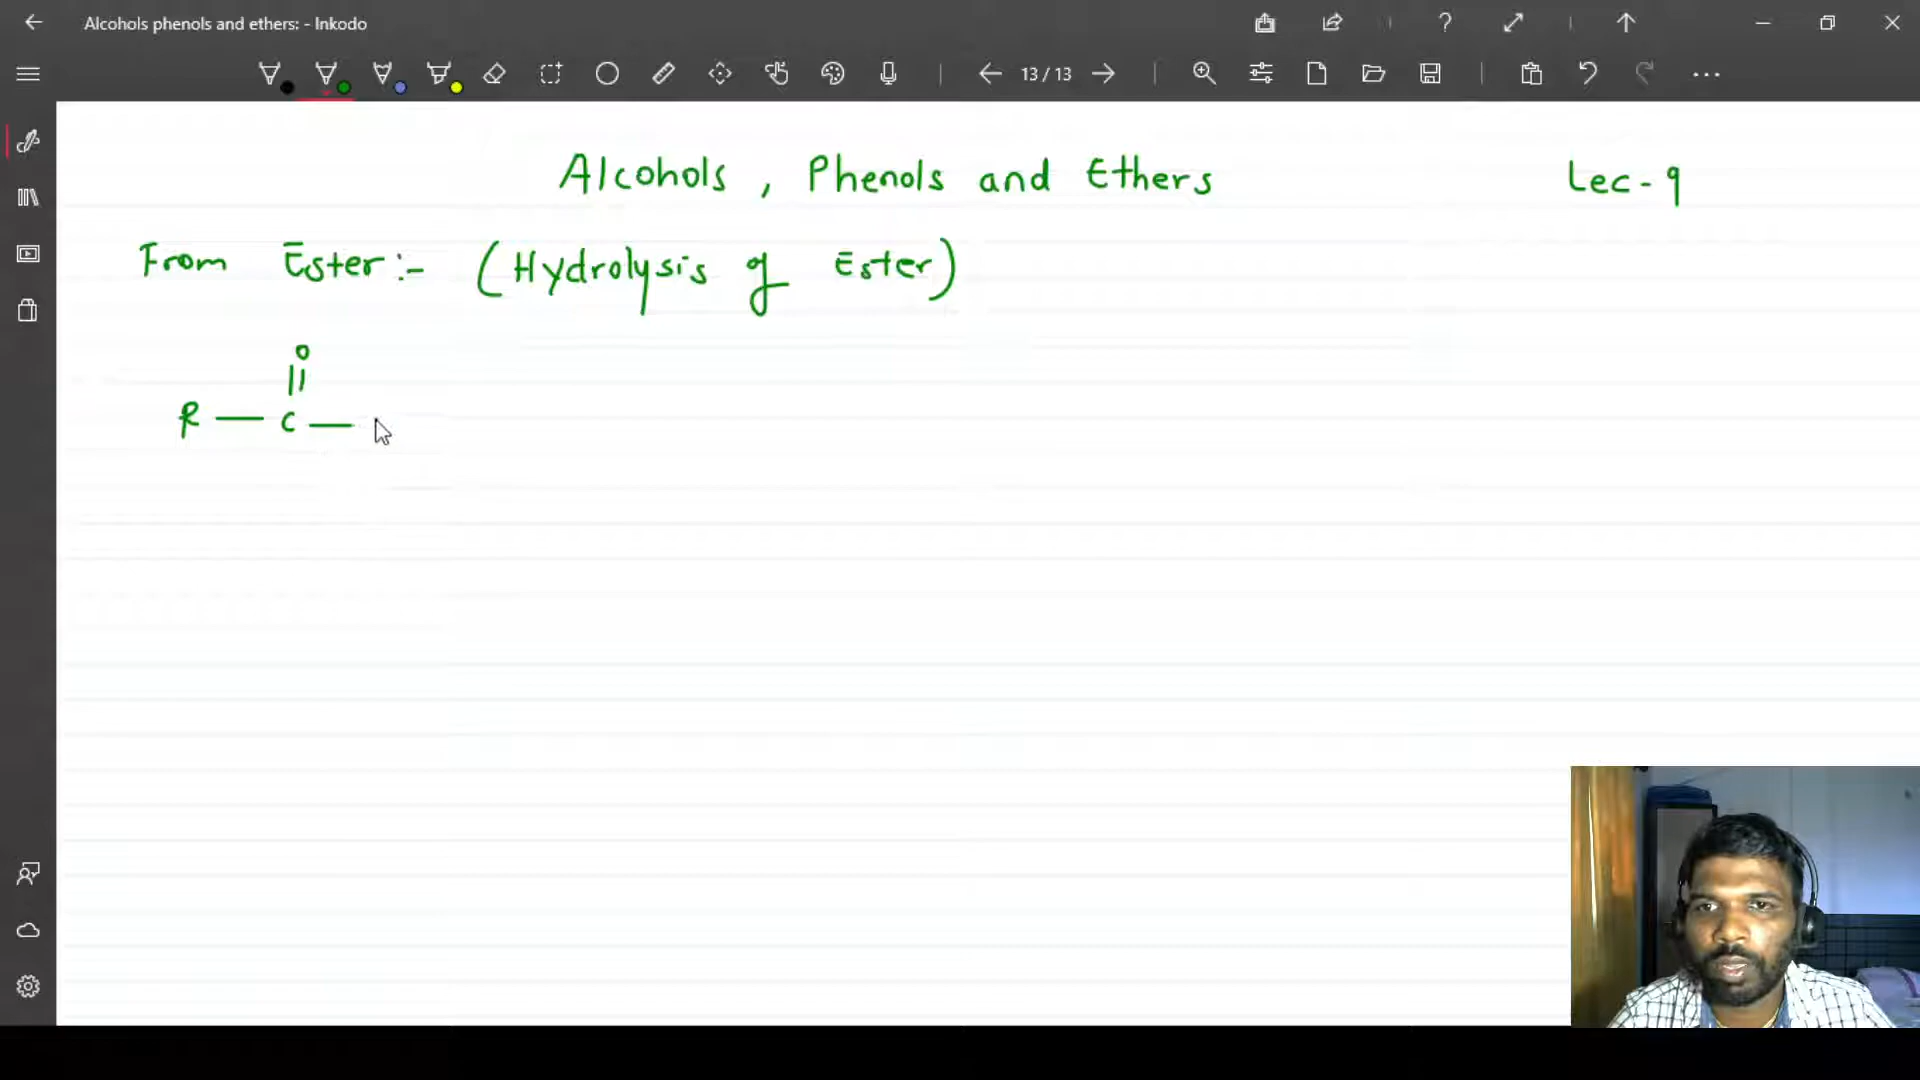 Alcohols phenols and ethers: - Inkodo
13 / 13
Alcohols , Phenols and Ethers
Lec - 9
From Ester :- (Hydrolysis of Ester)
O
||
R — C —